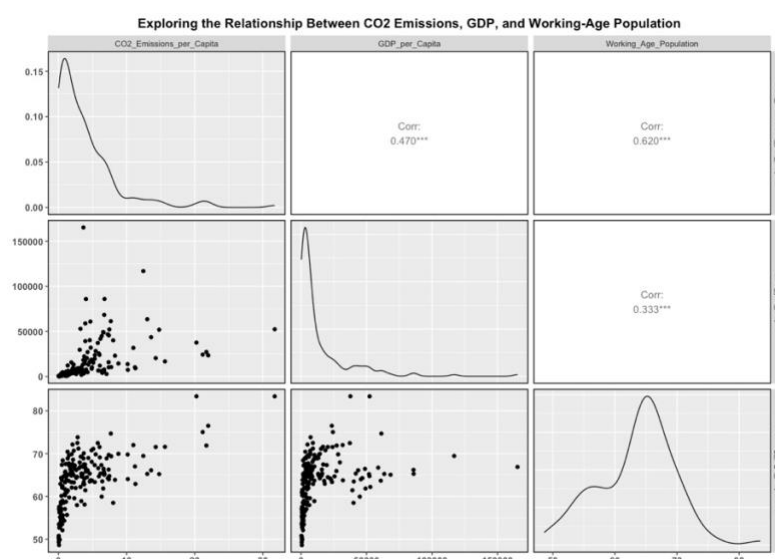 Exploring the Relationship Between CO2 Emissions, GDP, and Working-Age Population
CO2_Emissions_per_Capita
GDP_per_Capita
Working_Age_Population
0.15
0.10
0.05
0.00
Corr:
0.470***
Corr:
0.620***
150000
100000
50000
0
Corr:
0.333***
80
70
60
50